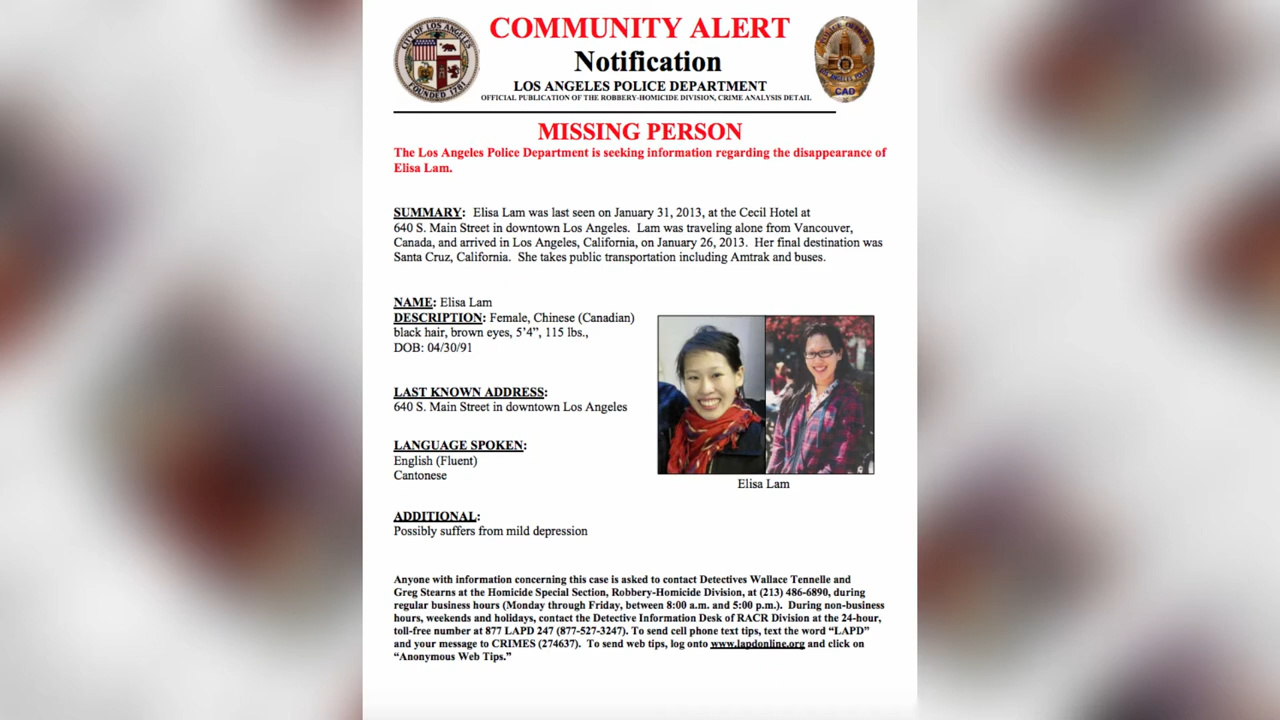 COMMUNITY ALERT
Notification
LOS ANGELES POLICE DEPARTMENT
OFFICIAL PUBLICATION OF THE ROBBERY-HOMICIDE DIVISION, CRIME ANALYSIS DETAIL
CITY OF LOS ANGELES
FOUNDED 1781
CAD
MISSING PERSON
The Los Angeles Police Department is seeking information regarding the disappearance of
Elisa Lam.
SUMMARY: Elisa Lam was last seen on January 31, 2013, at the Cecil Hotel at
640 S. Main Street in downtown Los Angeles. Lam was traveling alone from Vancouver,
Canada, and arrived in Los Angeles, California, on January 26, 2013. Her final destination was
Santa Cruz, California. She takes public transportation including Amtrak and buses.
NAME: Elisa Lam
DESCRIPTION: Female, Chinese (Canadian)
black hair, brown eyes, 5’4”, 115 lbs.,
DOB: 04/30/91
LAST KNOWN ADDRESS:
640 S. Main Street in downtown Los Angeles
LANGUAGE SPOKEN:
English (Fluent)
Cantonese
Elisa Lam
ADDITIONAL:
Possibly suffers from mild depression
Anyone with information concerning this case is asked to contact Detectives Wallace Tennelle and
Greg Stearns at the Homicide Special Section, Robbery-Homicide Division, at (213) 486-6890, during
regular business hours (Monday through Friday, between 8:00 a.m. and 5:00 p.m.). During non-business
hours, weekends and holidays, contact the Detective Information Desk of RACR Division at the 24-hour,
toll-free number at 877 LAPD 247 (877-527-3247). To send cell phone text tips, text the word “LAPD”
and your message to CRIMES (274637). To send web tips, log onto www.lapdonline.org and click on
“Anonymous Web Tips.”